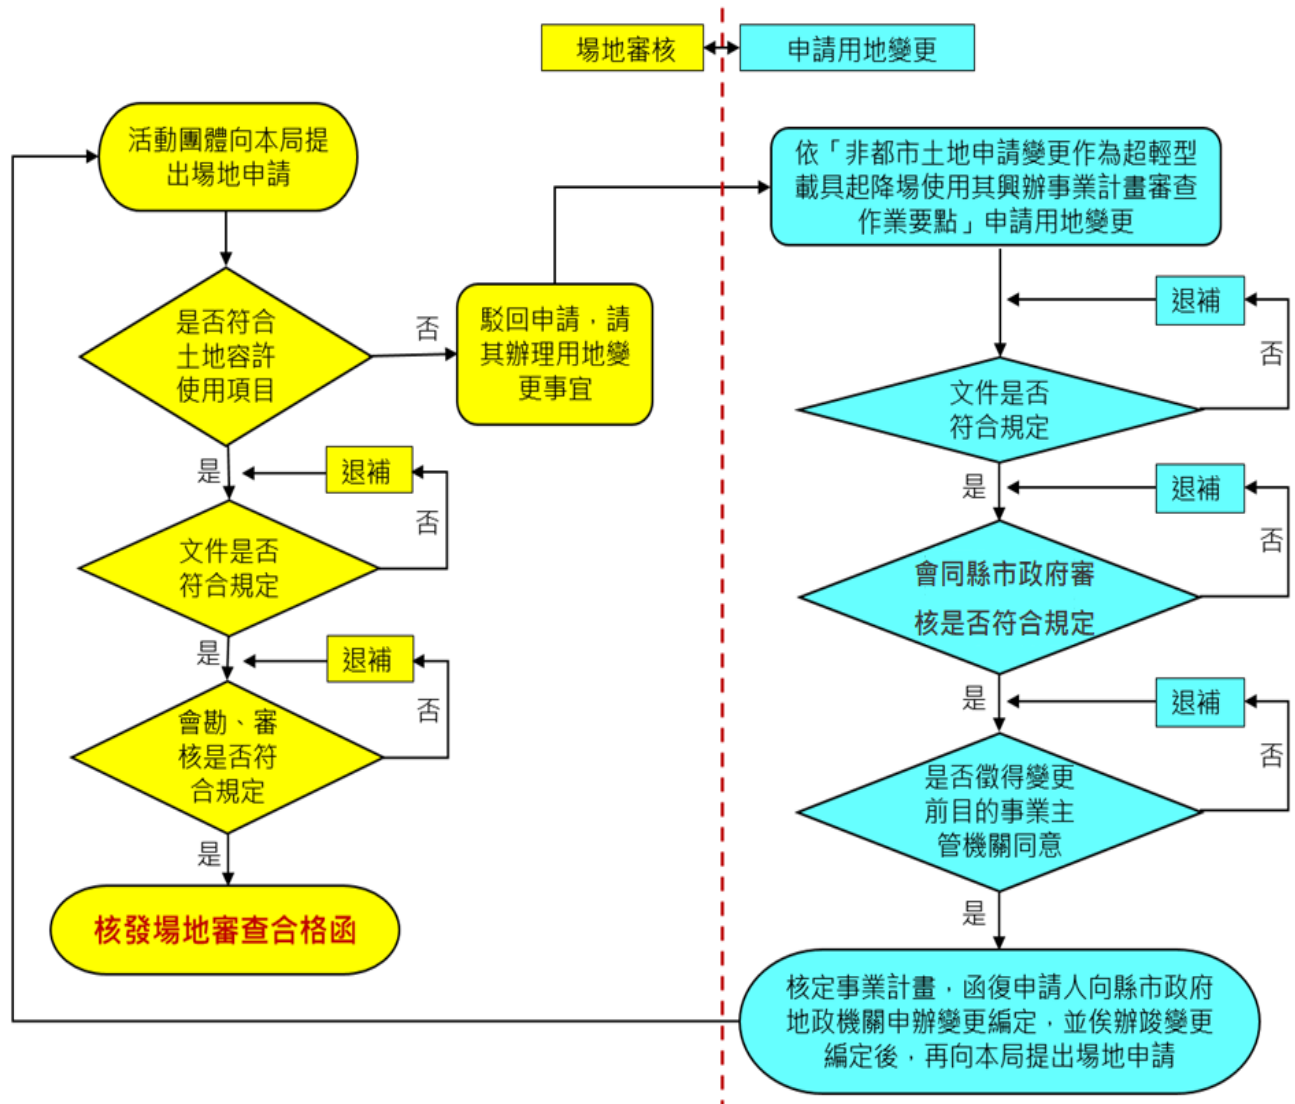 場地審核
申請用地變更
活動團體向本局提
出場地申請
是否符合
土地容許
使用項目
否
駁回申請，請
其辦理用地變
更事宜
是
退補
否
文件是否
符合規定
是
退補
否
會勘、審
核是否符
合規定
是
核發場地審查合格函
依「非都市土地申請變更作為超輕型
載具起降場使用其興辦事業計畫審查
作業要點」申請用地變更
退補
否
文件是否
符合規定
是
退補
否
會同縣市政府審
核是否符合規定
是
退補
否
是否徵得變更
前目的事業主
管機關同意
是
核定事業計畫，函復申請人向縣市政府
地政機關申辦變更編定，並俟辦竣變更
編定後，再向本局提出場地申請